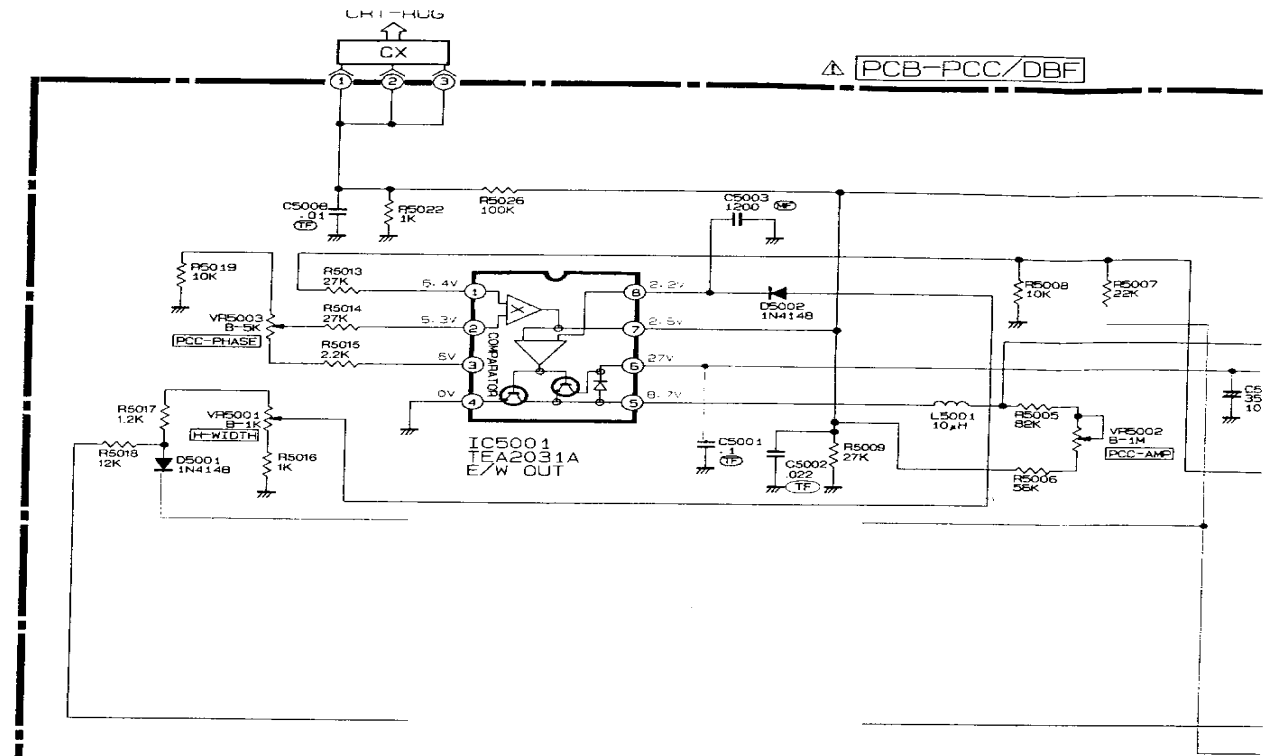 CX
⚠ PCB-PCC/DBF
1 2 3
C5008
.01
TF
R5022
1K
R5026
100K
C5003
1200 MF
R5019
10K
VR5003
B-5K
PCC-PHASE
R5013
27K
R5014
27K
R5015
2.2K
5.4V
5.3V
5V
0V
1
2
3
4
COMPARATOR
X
8
7
6
5
2.2V
2.5V
27V
8.7V
D5002
1N4148
R5008
10K
R5007
22K
R5017
1.2K
R5018
12K
D5001
1N4148
VR5001
B-1K
H-WIDTH
R5016
1K
IC5001
TEA2031A
E/W OUT
C5001
.1
TF
C5002
.022
TF
R5009
27K
L5001
10μH
R5005
82K
VR5002
B-1M
PCC-AMP
R5006
56K
C5
35
10